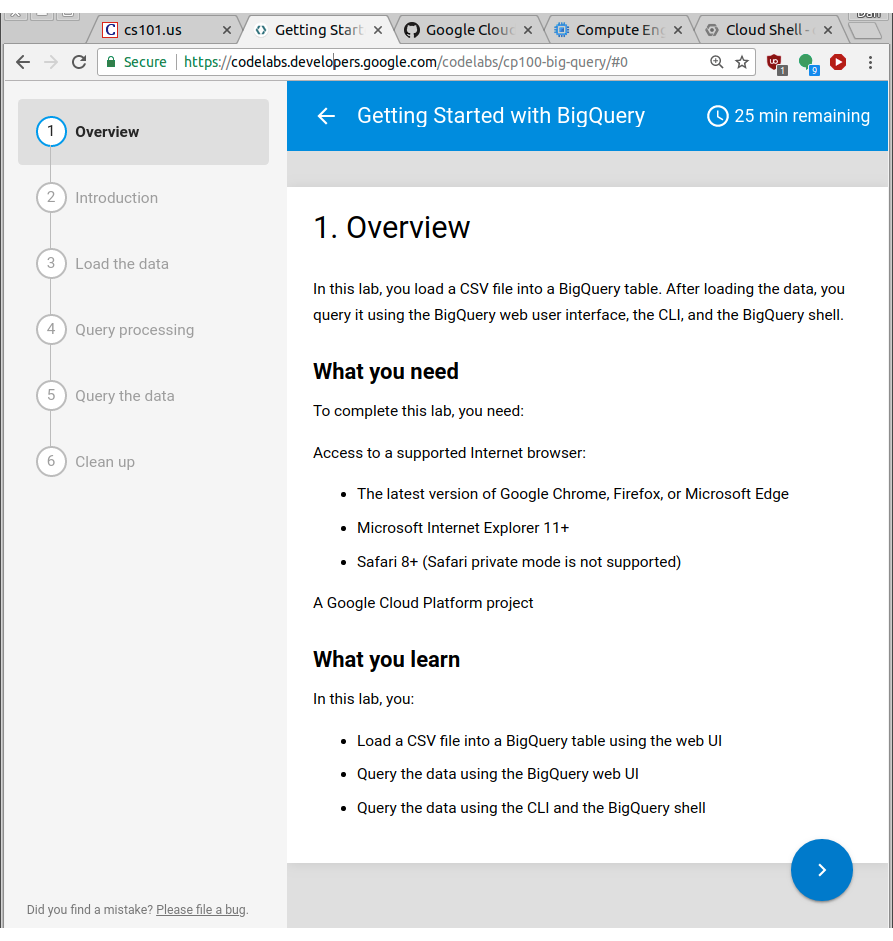 cs101.us
Getting Star
Google Clou
Compute En
Cloud Shell -
Secure
https://codelabs.developers.google.com/codelabs/cp100-big-query/#0
1
9
1 Overview
2 Introduction
3 Load the data
4 Query processing
5 Query the data
6 Clean up
Did you find a mistake? Please file a bug.
Getting Started with BigQuery
25 min remaining
1. Overview
In this lab, you load a CSV file into a BigQuery table. After loading the data, you
query it using the BigQuery web user interface, the CLI, and the BigQuery shell.
What you need
To complete this lab, you need:
Access to a supported Internet browser:
• The latest version of Google Chrome, Firefox, or Microsoft Edge
• Microsoft Internet Explorer 11+
• Safari 8+ (Safari private mode is not supported)
A Google Cloud Platform project
What you learn
In this lab, you:
• Load a CSV file into a BigQuery table using the web UI
• Query the data using the BigQuery web UI
• Query the data using the CLI and the BigQuery shell